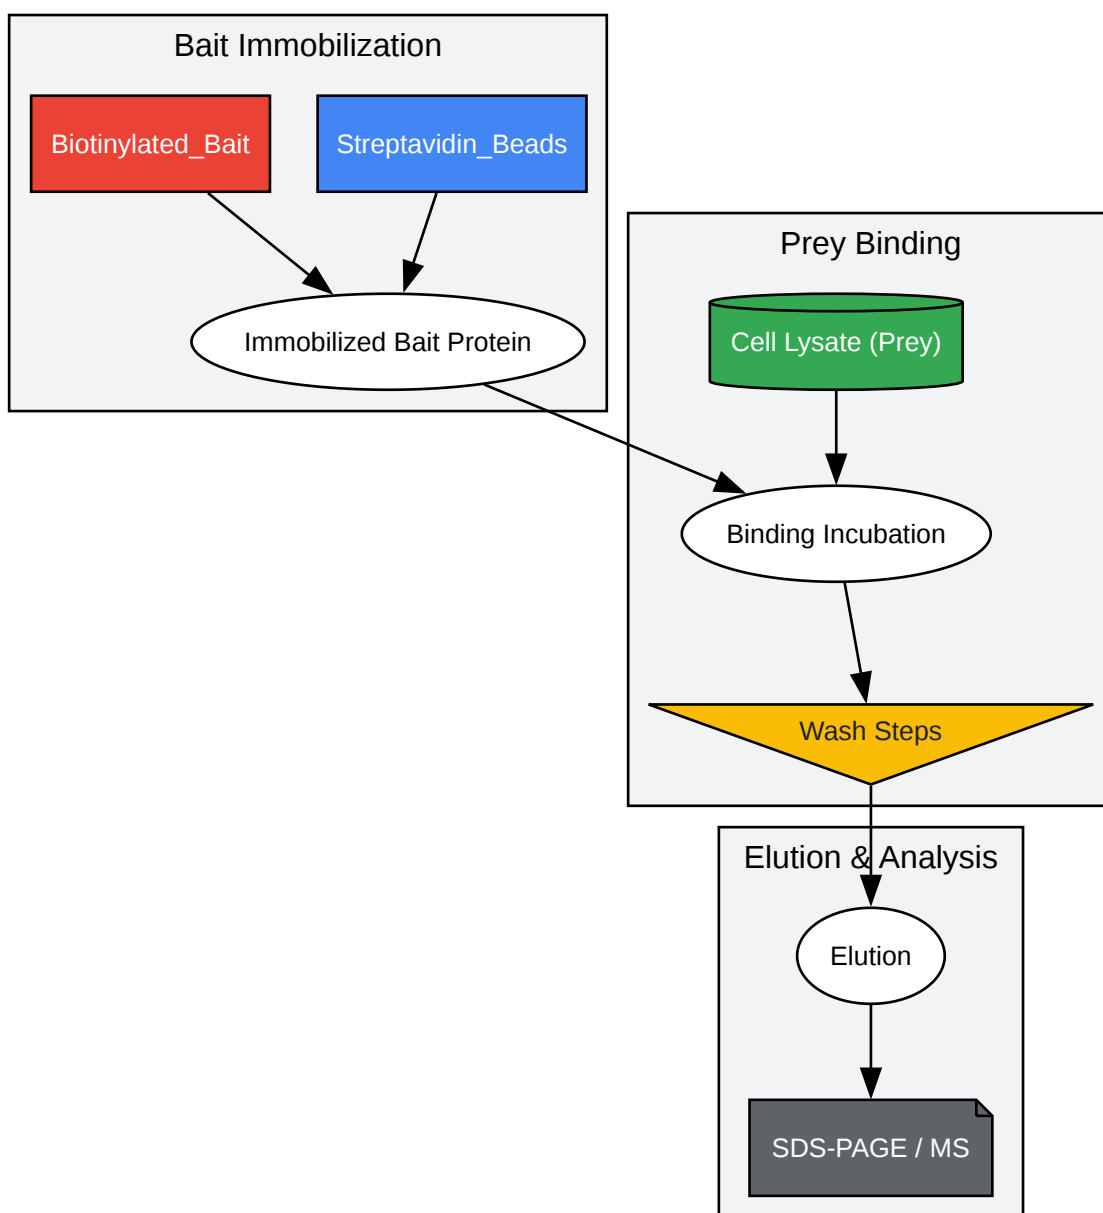 Bait Immobilization
Biotinylated_Bait
Streptavidin_Beads
Immobilized Bait Protein
Prey Binding
Cell Lysate (Prey)
Binding Incubation
Wash Steps
Elution & Analysis
Elution
SDS-PAGE / MS